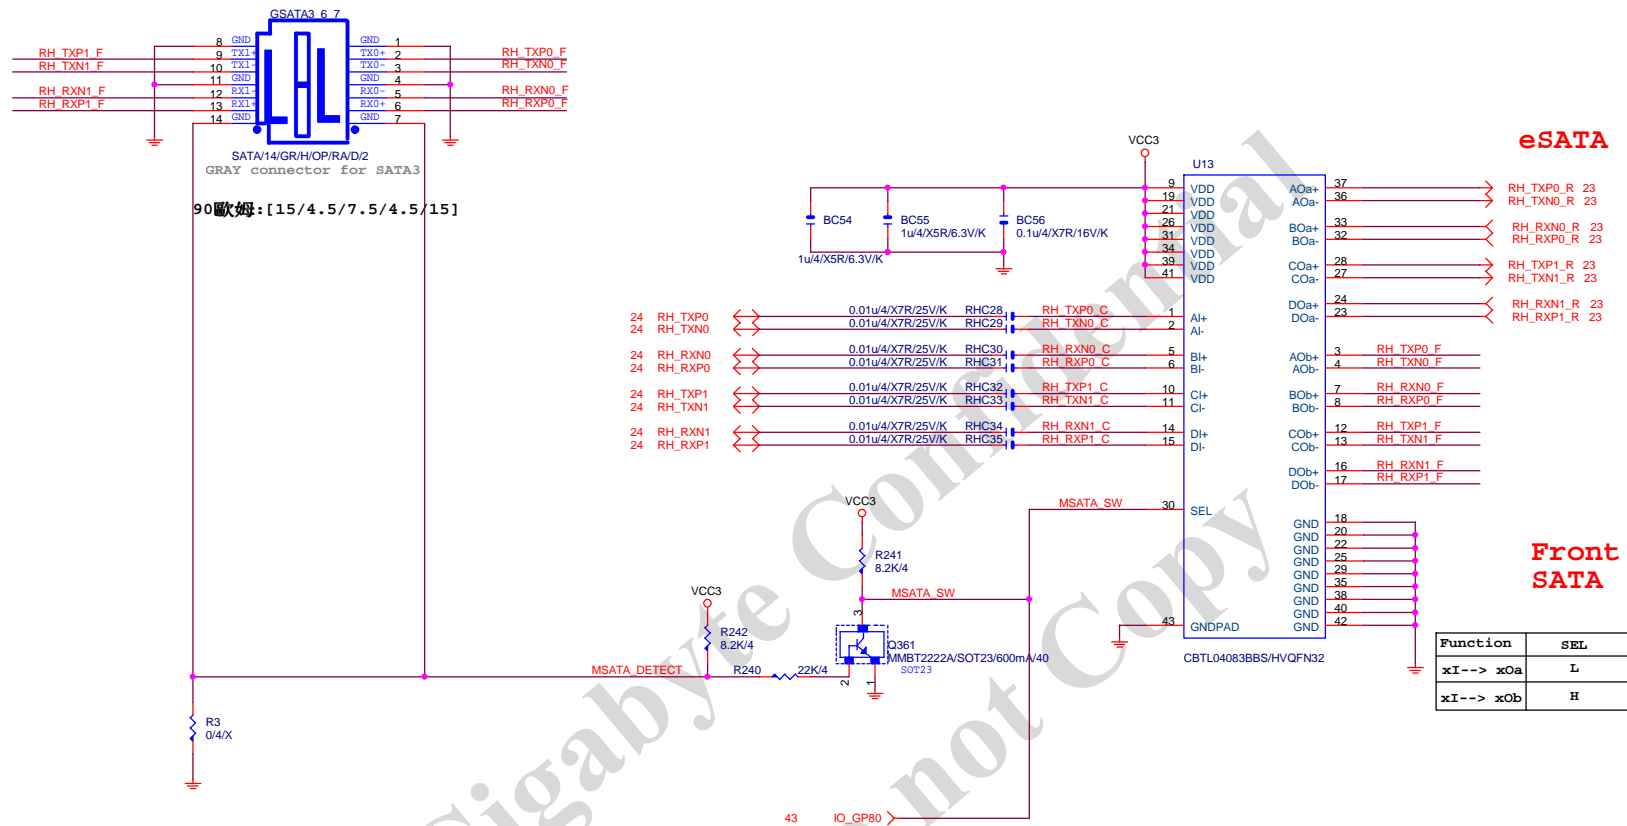 GSATA3_6_7
8 GND GND 1
RH_TXP1_F 9 TX1+ TX0+ 2 RH_TXP0_F
RH_TXN1_F 10 TX1- TX0- 3 RH_TXN0_F
11 GND GND 4
RH_RXN1_F 12 RX1- RX0- 5 RH_RXN0_F
RH_RXP1_F 13 RX1+ RX0+ 6 RH_RXP0_F
14 GND GND 7
SATA/14/GR/H/OP/RA/D/2
GRAY connector for SATA3
90歐姆:[15/4.5/7.5/4.5/15]
VCC3
BC54
1u/4/X5R/6.3V/K
BC55
1u/4/X5R/6.3V/K
BC56
0.1u/4/X7R/16V/K
U13
9 VDD
19 VDD
21 VDD
26 VDD
31 VDD
34 VDD
39 VDD
41 VDD
24 RH_TXP0 0.01u/4/X7R/25V/K RHC28 RH_TXP0_C 1 AI+
24 RH_TXN0 0.01u/4/X7R/25V/K RHC29 RH_TXN0_C 2 AI-
24 RH_RXN0 0.01u/4/X7R/25V/K RHC30 RH_RXN0_C 5 BI+
24 RH_RXP0 0.01u/4/X7R/25V/K RHC31 RH_RXP0_C 6 BI-
24 RH_TXP1 0.01u/4/X7R/25V/K RHC32 RH_TXP1_C 10 CI+
24 RH_TXN1 0.01u/4/X7R/25V/K RHC33 RH_TXN1_C 11 CI-
24 RH_RXN1 0.01u/4/X7R/25V/K RHC34 RH_RXN1_C 14 DI+
24 RH_RXP1 0.01u/4/X7R/25V/K RHC35 RH_RXP1_C 15 DI-
MSATA_SW 30 SEL
43 GNDPAD
eSATA
AOa+ 37 RH_TXP0_R 23
AOa- 36 RH_TXN0_R 23
BOa+ 33 RH_RXN0_R 23
BOa- 32 RH_RXP0_R 23
COa+ 28 RH_TXP1_R 23
COa- 27 RH_TXN1_R 23
DOa+ 24 RH_RXN1_R 23
DOa- 23 RH_RXP1_R 23
AOb+ 3 RH_TXP0_F
AOb- 4 RH_TXN0_F
BOb+ 7 RH_RXN0_F
BOb- 8 RH_RXP0_F
COb+ 12 RH_TXP1_F
COb- 13 RH_TXN1_F
DOb+ 16 RH_RXN1_F
DOb- 17 RH_RXP1_F
GND 18
GND 20
GND 22
GND 25
GND 29
GND 35
GND 38
GND 40
GND 42
CBTL04083BBS/HVQFN32
Front
SATA
Function SEL
xI--> xOa L
xI--> xOb H
VCC3
R241
8.2K/4
MSATA_SW
VCC3
R242
8.2K/4
MSATA_DETECT
R240 22K/4
3
2
1
Q361
MMBT2222A/SOT23/600mA/40
SOT23
R3
0/4/X
43 IO_GP80
Gigabyte Confidential
not Copy